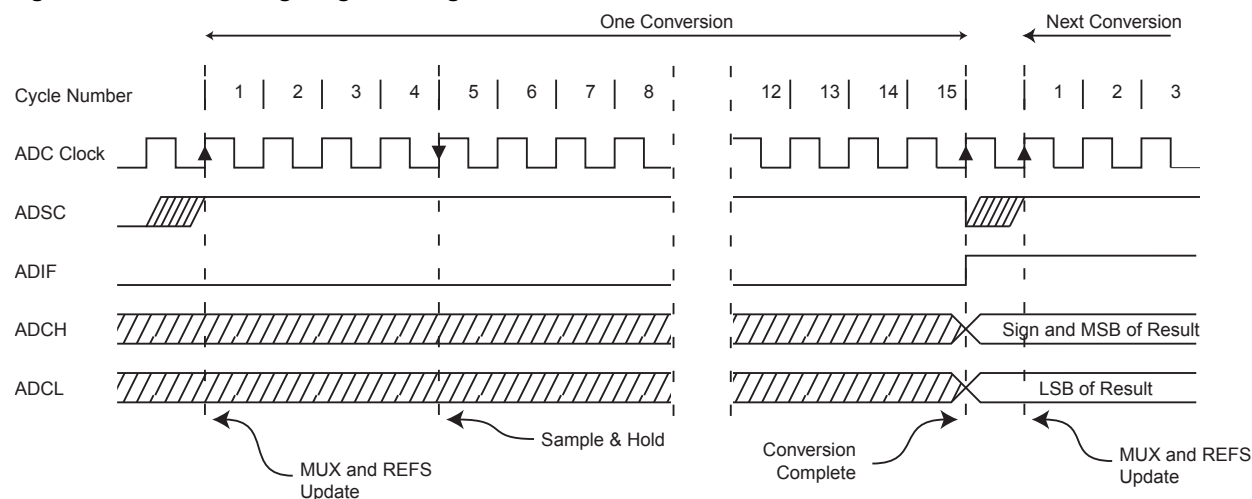 One Conversion
Next Conversion
Cycle Number 1 2 3 4 5 6 7 8 12 13 14 15 1 2 3
ADC Clock
ADSC
ADIF
ADCH Sign and MSB of Result
ADCL LSB of Result
Sample & Hold
MUX and REFS
Update
Conversion
Complete
MUX and REFS
Update